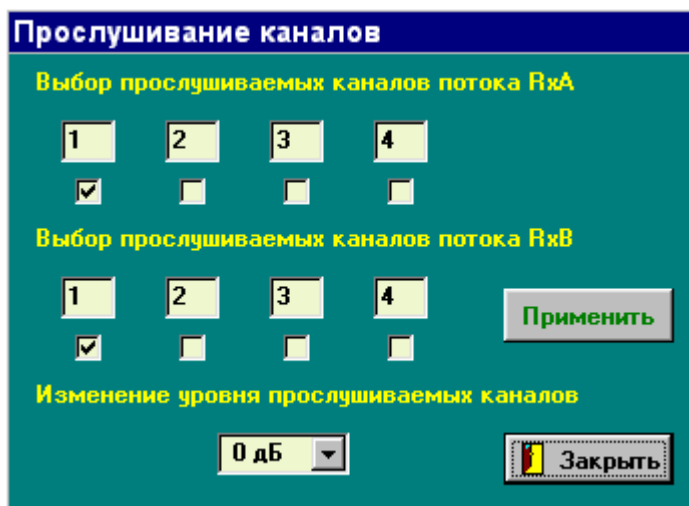 Прослушивание каналов
Выбор прослушиваемых каналов потока RxA
1 2 3 4
Выбор прослушиваемых каналов потока RxB
1 2 3 4
Применить
Изменение уровня прослушиваемых каналов
0 дБ
Закрыть